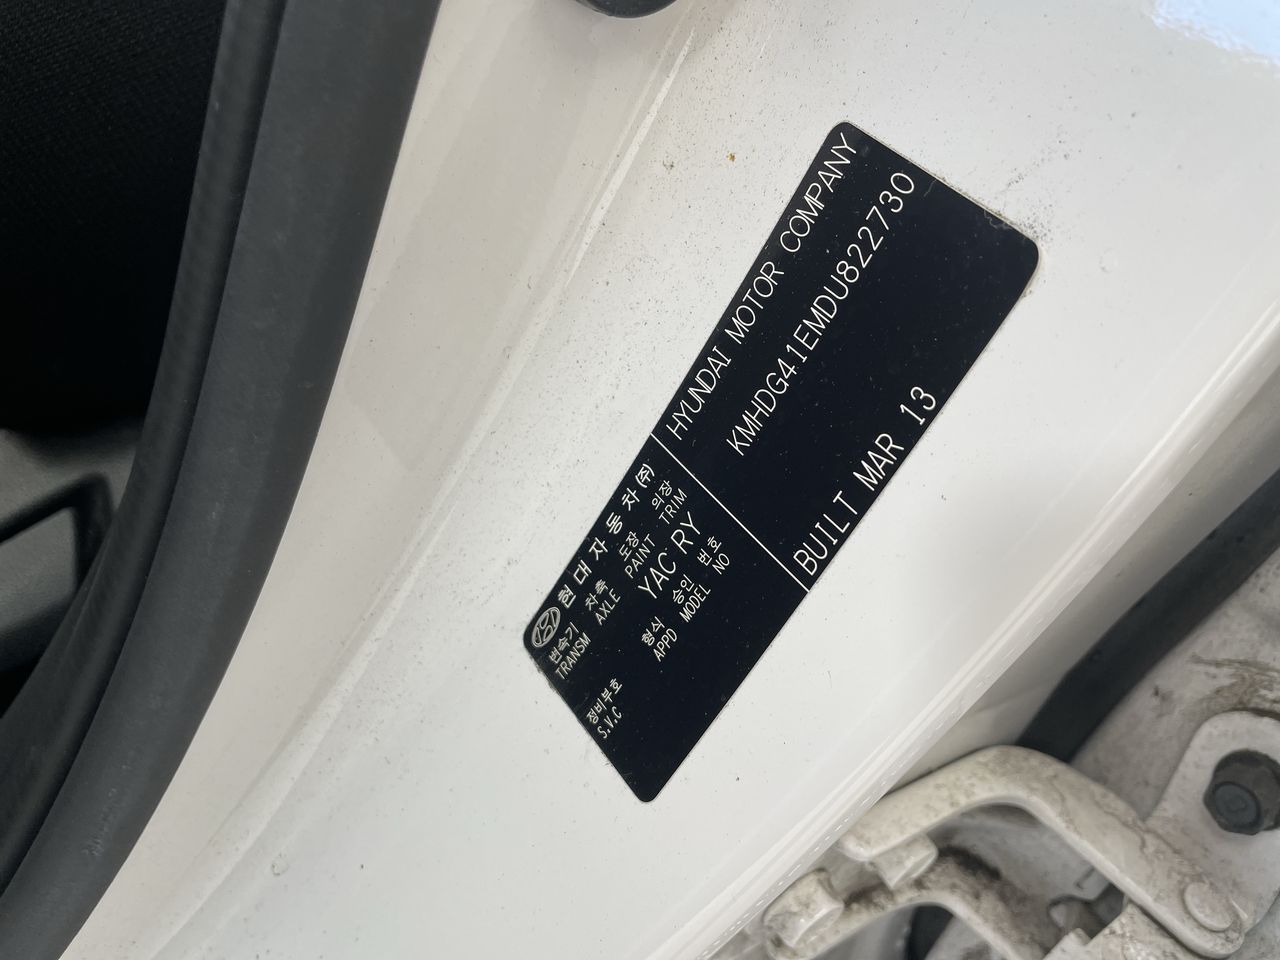 현대자동차(주)
HYUNDAI MOTOR COMPANY
변속기 차축 도장 의장
TRANSM AXLE PAINT TRIM
YAC RY
KMHDG41EMDU822730
형식 승인 번호
APPD MODEL NO
정비부호
S.V.C
BUILT MAR 13